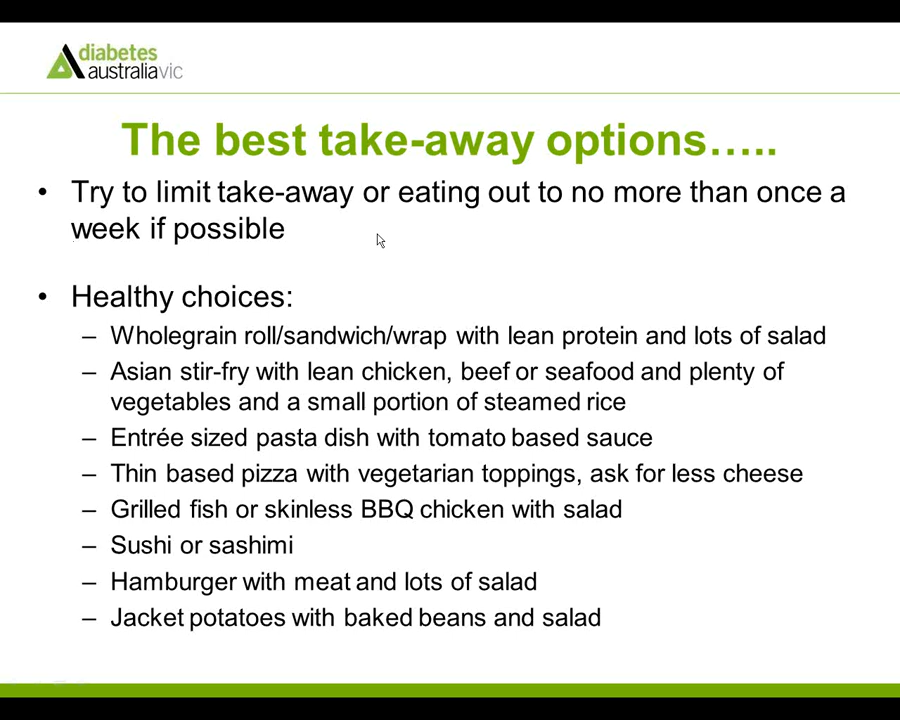 diabetes
australiavic
The best take-away options…..
• Try to limit take-away or eating out to no more than once a
week if possible
• Healthy choices:
– Wholegrain roll/sandwich/wrap with lean protein and lots of salad
– Asian stir-fry with lean chicken, beef or seafood and plenty of
vegetables and a small portion of steamed rice
– Entrée sized pasta dish with tomato based sauce
– Thin based pizza with vegetarian toppings, ask for less cheese
– Grilled fish or skinless BBQ chicken with salad
– Sushi or sashimi
– Hamburger with meat and lots of salad
– Jacket potatoes with baked beans and salad